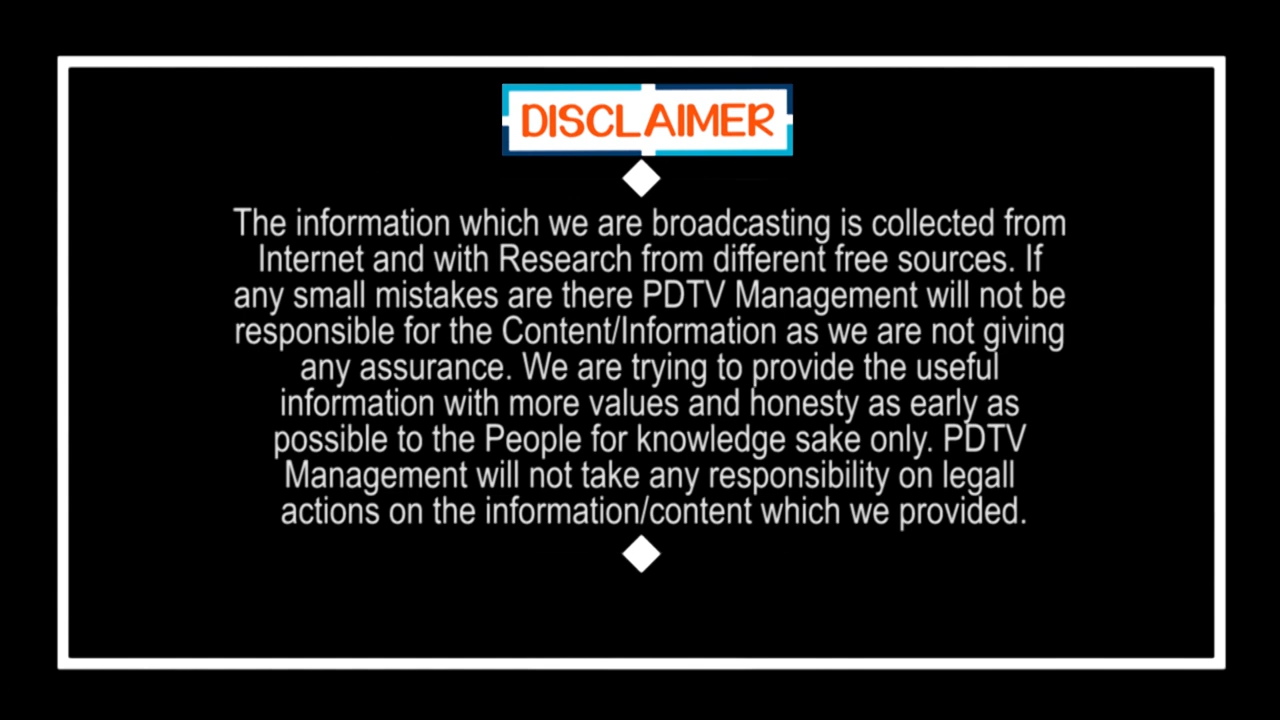 DISCLAIMER
The information which we are broadcasting is collected from
Internet and with Research from different free sources. If
any small mistakes are there PDTV Management will not be
responsible for the Content/Information as we are not giving
any assurance. We are trying to provide the useful
information with more values and honesty as early as
possible to the People for knowledge sake only. PDTV
Management will not take any responsibility on legall
actions on the information/content which we provided.